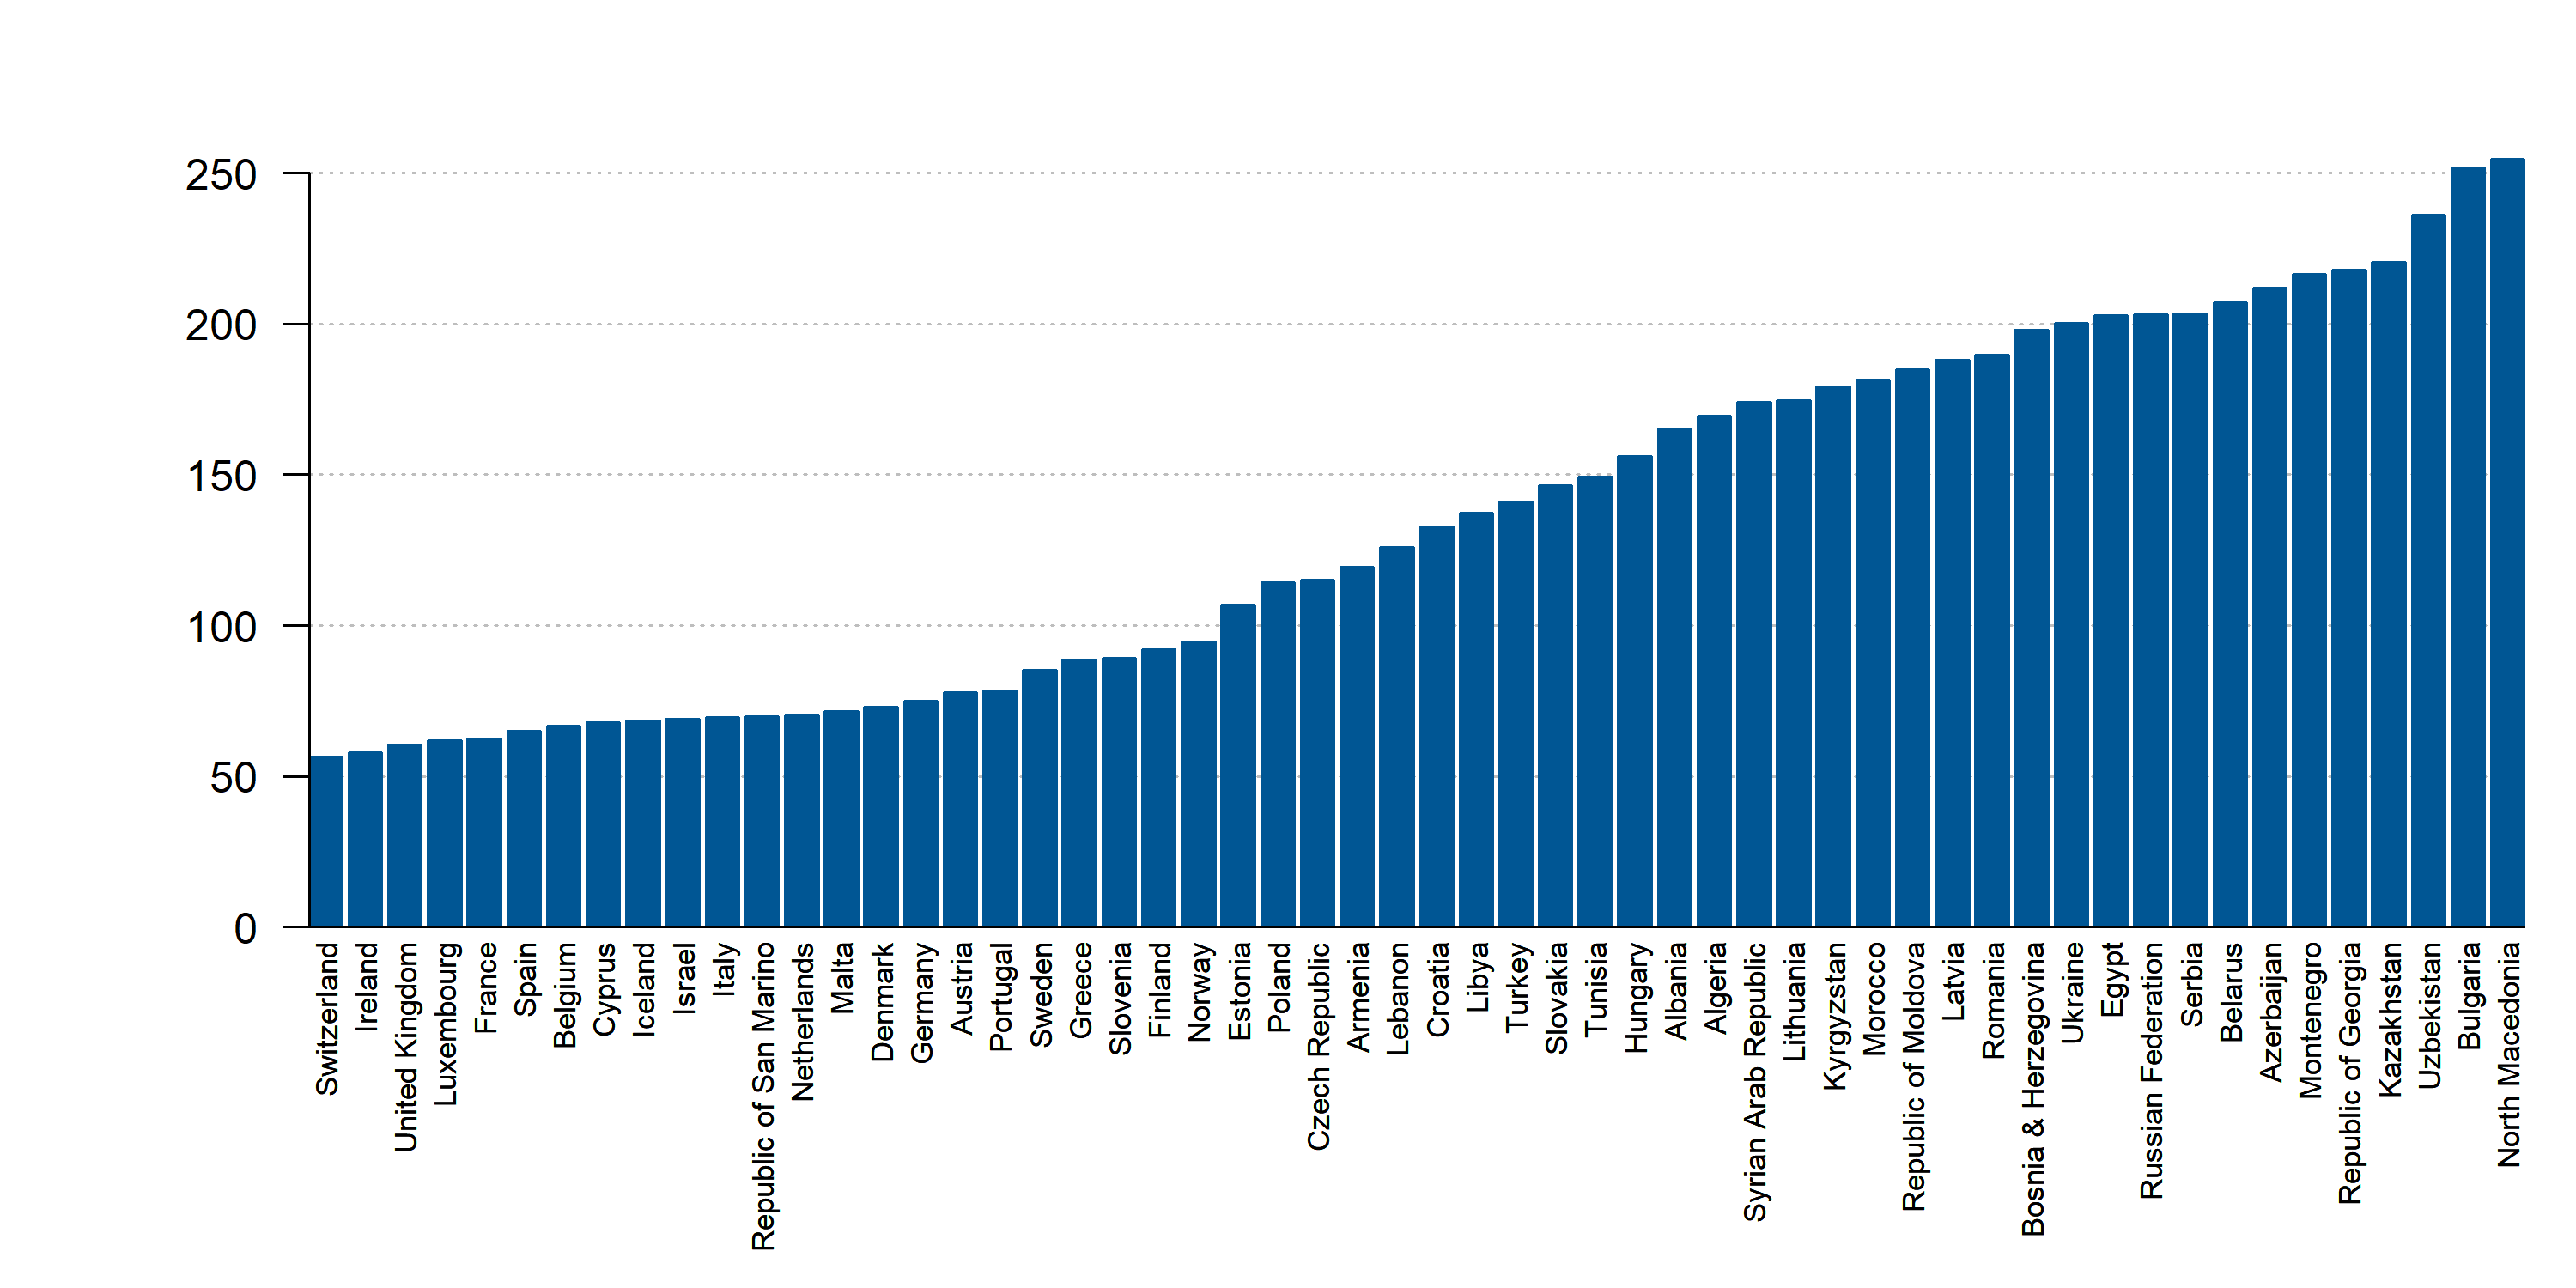 250
200
150
100
50
0
Switzerland
Ireland
United Kingdom
Luxembourg
France
Spain
Belgium
Cyprus
Iceland
Israel
Italy
Republic of San Marino
Netherlands
Malta
Denmark
Germany
Austria
Portugal
Sweden
Greece
Slovenia
Finland
Norway
Estonia
Poland
Czech Republic
Armenia
Lebanon
Croatia
Libya
Turkey
Slovakia
Tunisia
Hungary
Albania
Algeria
Syrian Arab Republic
Lithuania
Kyrgyzstan
Morocco
Republic of Moldova
Latvia
Romania
Bosnia & Herzegovina
Ukraine
Egypt
Russian Federation
Serbia
Belarus
Azerbaijan
Montenegro
Republic of Georgia
Kazakhstan
Uzbekistan
Bulgaria
North Macedonia